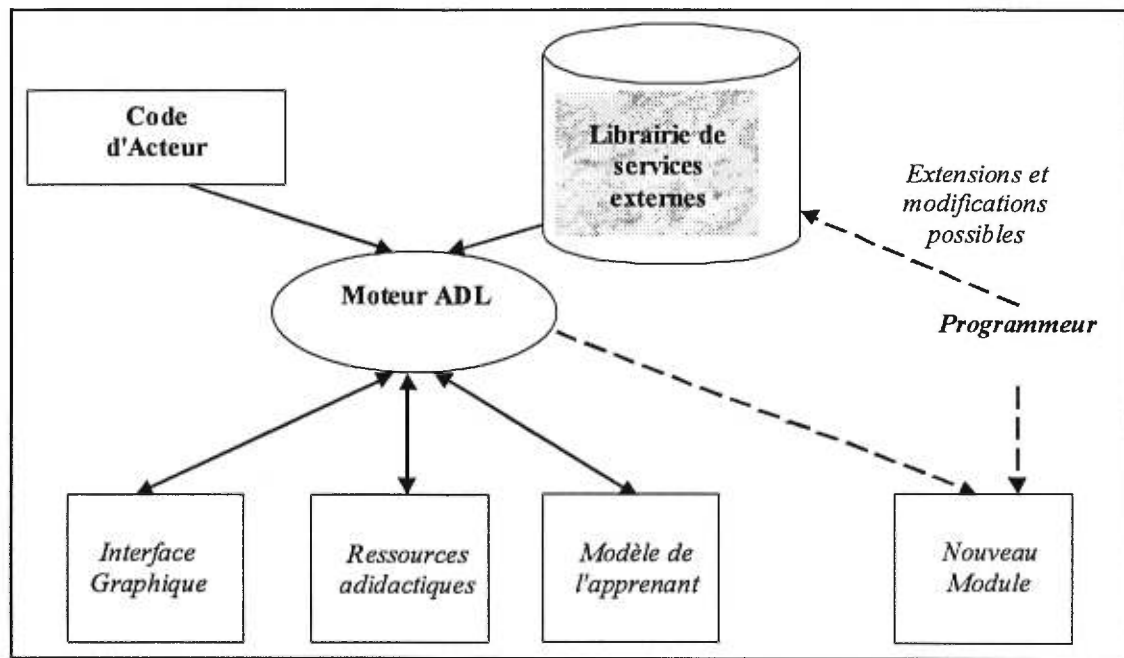 Code
d'Acteur
Librairie de
services
externes
Extensions et
modifications
possibles
Moteur ADL
Programmeur
Interface
Graphique
Ressources
adidactiques
Modèle de
l'apprenant
Nouveau
Module